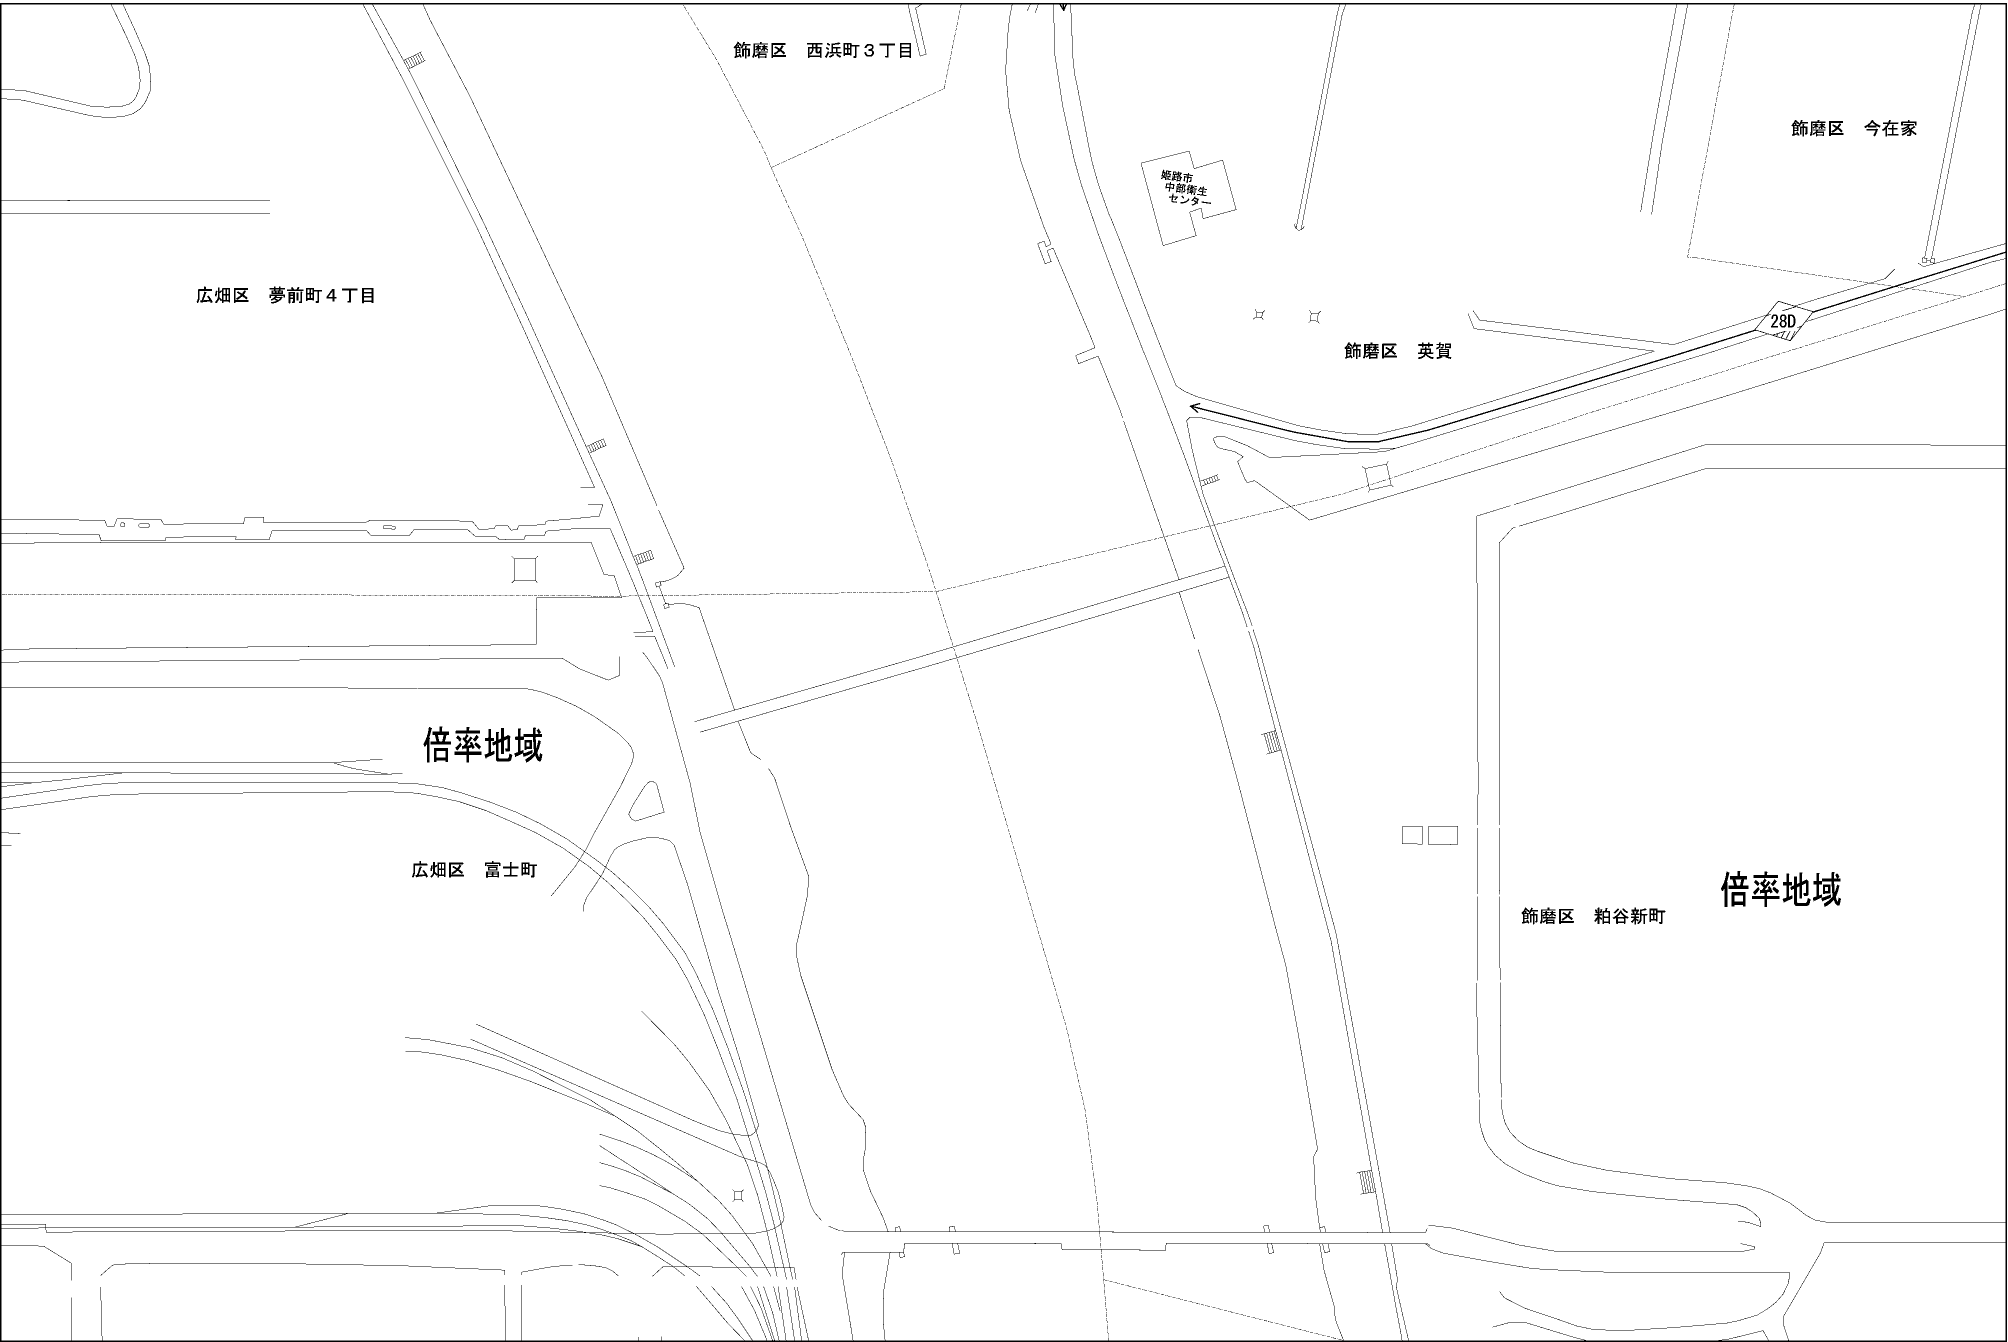 飾磨区　西浜町３丁目
飾磨区　今在家
姫路市
中部衛生
センター
広畑区　夢前町４丁目
28D
飾磨区　英賀
倍率地域
広畑区　富士町
倍率地域
飾磨区　粕谷新町